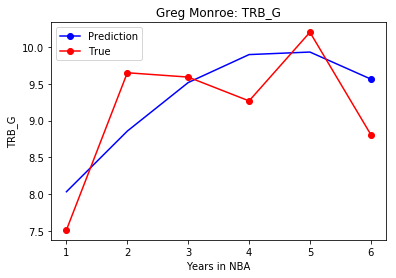 Greg Monroe: TRB_G
Prediction
True
10.0
9.5
9.0
8.5
8.0
7.5
TRB_G
1 2 3 4 5 6
Years in NBA